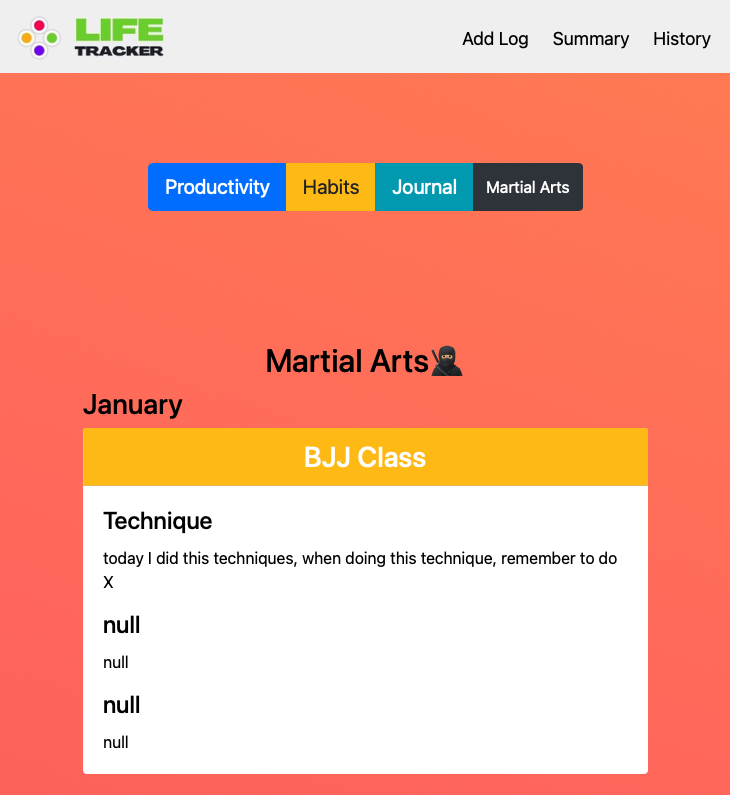 LIFE
TRACKER
Add Log Summary History
Productivity Habits Journal Martial Arts
Martial Arts
January
BJJ Class
Technique
today I did this techniques, when doing this technique, remember to do
X
null
null
null
null